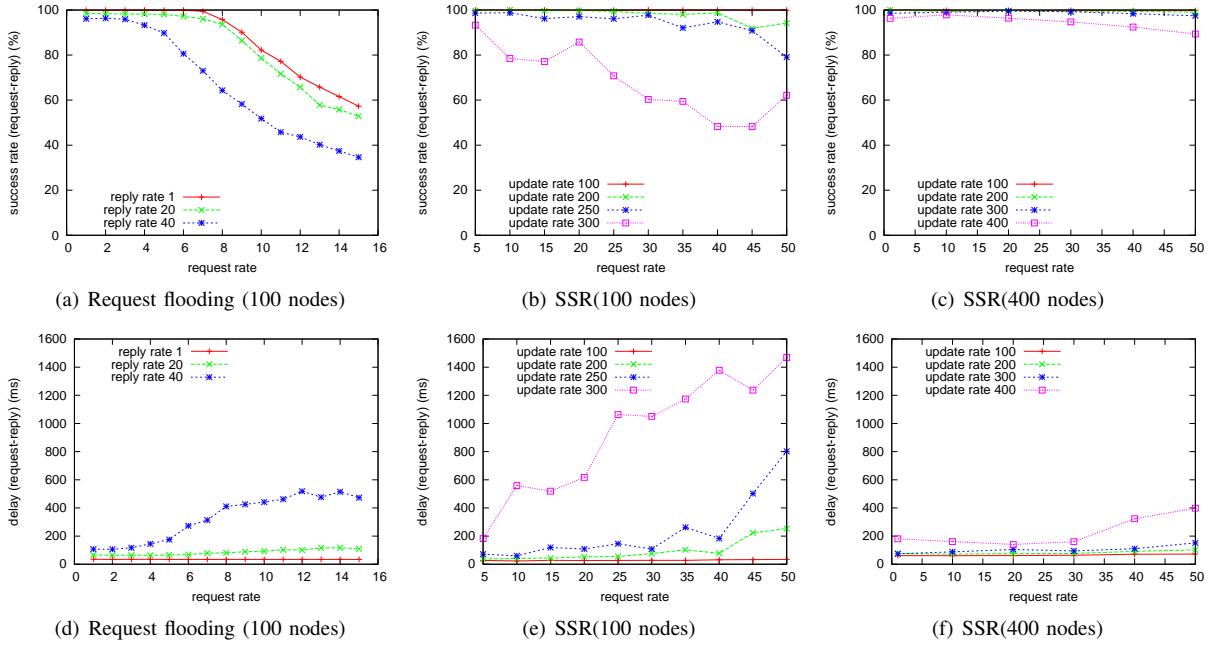 100
80
60
40
20
0
success rate (request-reply) (%)
reply rate 1
reply rate 20
reply rate 40
0 2 4 6 8 10 12 14 16
request rate
(a) Request flooding (100 nodes)
100
80
60
40
20
0
success rate (request-reply) (%)
update rate 100
update rate 200
update rate 250
update rate 300
5 10 15 20 25 30 35 40 45 50
request rate
(b) SSR(100 nodes)
100
80
60
40
20
0
success rate (request-reply) (%)
update rate 100
update rate 200
update rate 300
update rate 400
0 5 10 15 20 25 30 35 40 45 50
request rate
(c) SSR(400 nodes)
1600
1400
1200
1000
800
600
400
200
0
delay (request-reply) (ms)
reply rate 1
reply rate 20
reply rate 40
0 2 4 6 8 10 12 14 16
request rate
(d) Request flooding (100 nodes)
1600
1400
1200
1000
800
600
400
200
0
delay (request-reply) (ms)
update rate 100
update rate 200
update rate 250
update rate 300
5 10 15 20 25 30 35 40 45 50
request rate
(e) SSR(100 nodes)
1600
1400
1200
1000
800
600
400
200
0
delay (request-reply) (ms)
update rate 100
update rate 200
update rate 300
update rate 400
0 5 10 15 20 25 30 35 40 45 50
request rate
(f) SSR(400 nodes)